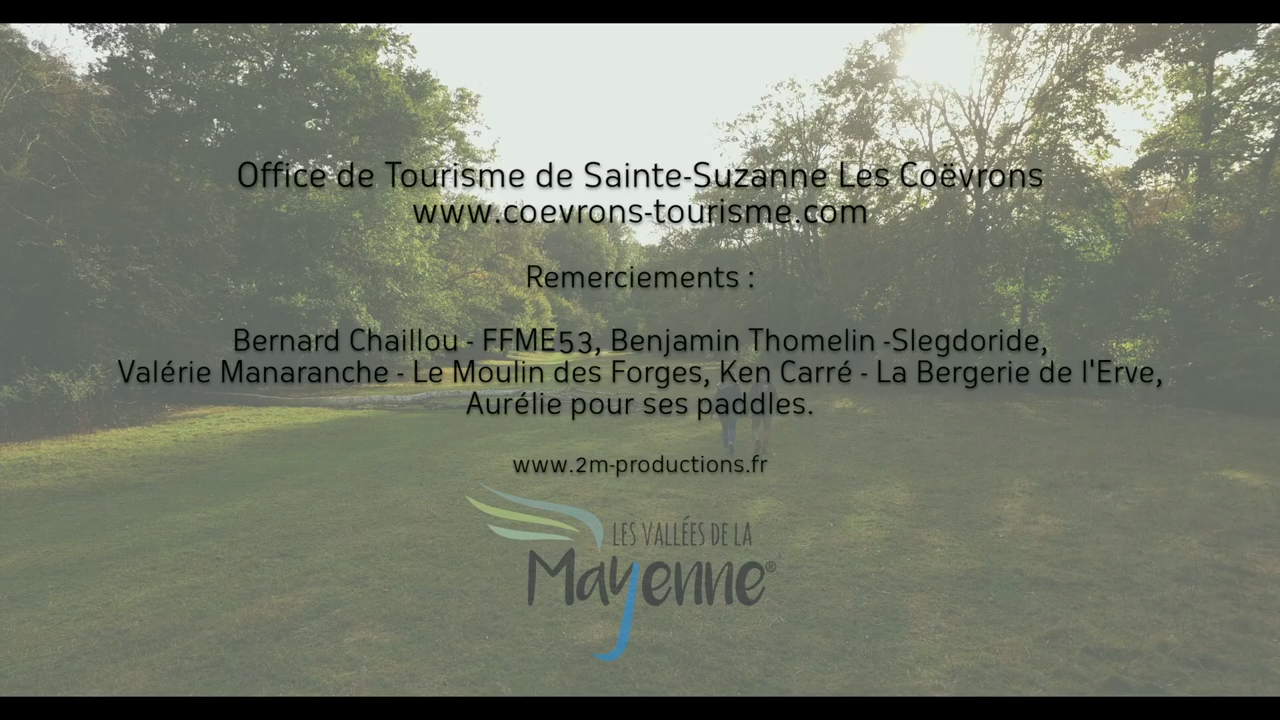 Office de Tourisme de Sainte-Suzanne Les Coëvrons
www.coevrons-tourisme.com
Remerciements :
Bernard Chaillou - FFME53, Benjamin Thomelin -Slegdoride,
Valérie Manaranche - Le Moulin des Forges, Ken Carré - La Bergerie de l'Erve,
Aurélie pour ses paddles.
www.2m-productions.fr
LES VALLÉES DE LA
Mayenne®